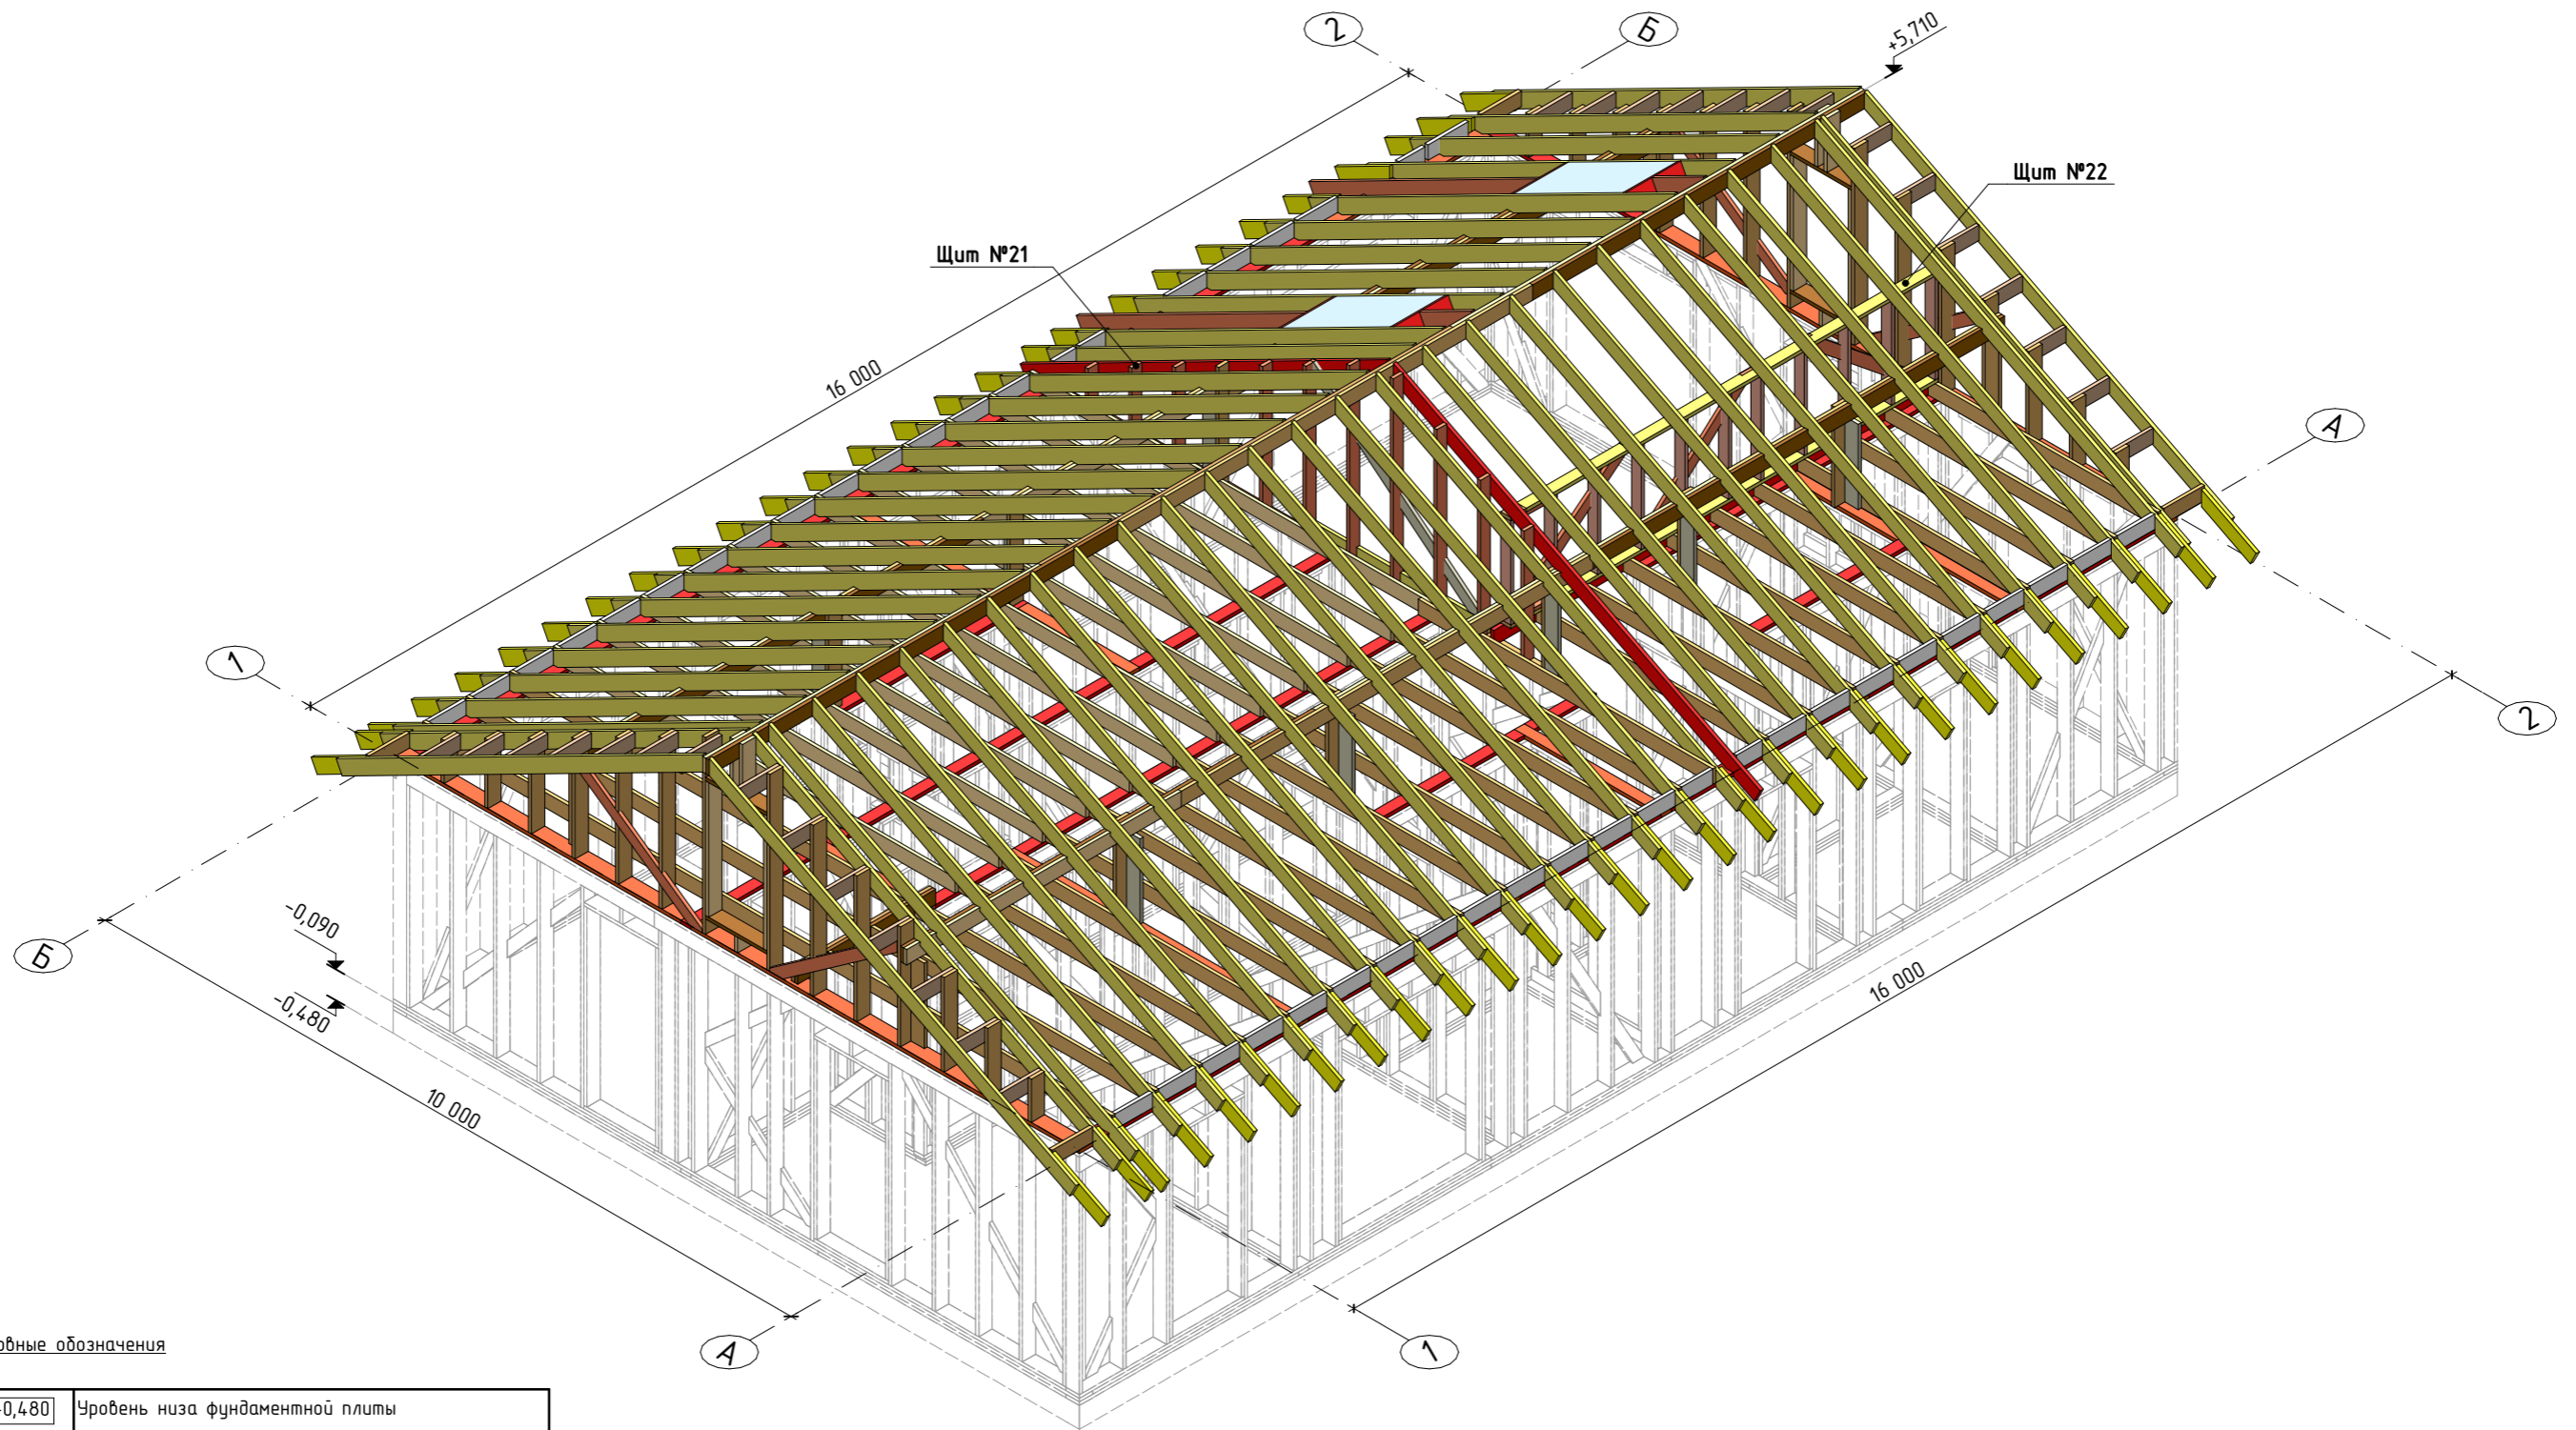 2
Б
+5,710
Щит №22
Щит №21
16 000
А
1
2
Б
-0,090
-0,480
16 000
10 000
А
1
овные обозначения
-0,480 Уровень низа фундаментной плиты